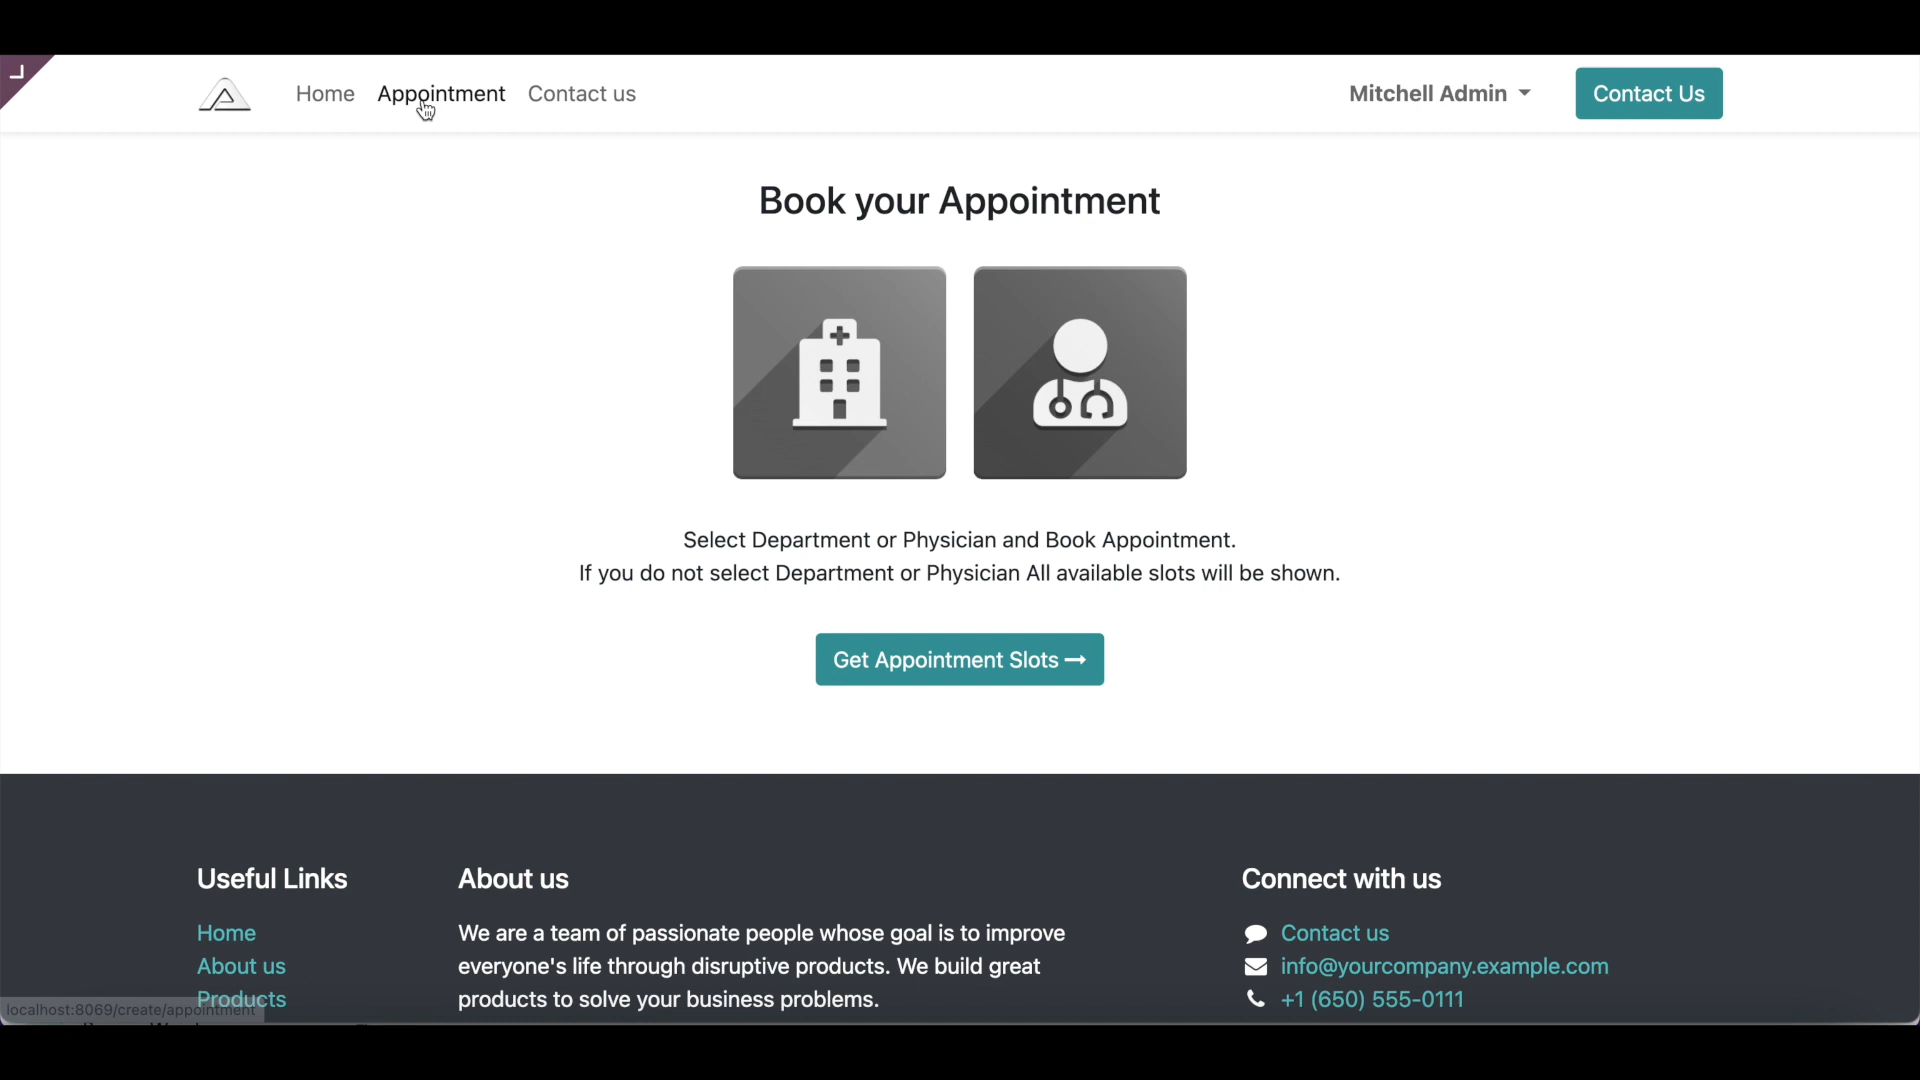 Home Appointment Contact us Mitchell Admin Contact Us
Book your Appointment
Select Department or Physician and Book Appointment.
If you do not select Department or Physician All available slots will be shown.
Get Appointment Slots →
Useful Links
Home
About us
Products
About us
We are a team of passionate people whose goal is to improve
everyone's life through disruptive products. We build great
products to solve your business problems.
Connect with us
Contact us
info@yourcompany.example.com
+1 (650) 555-0111
localhost:8069/create/appointment